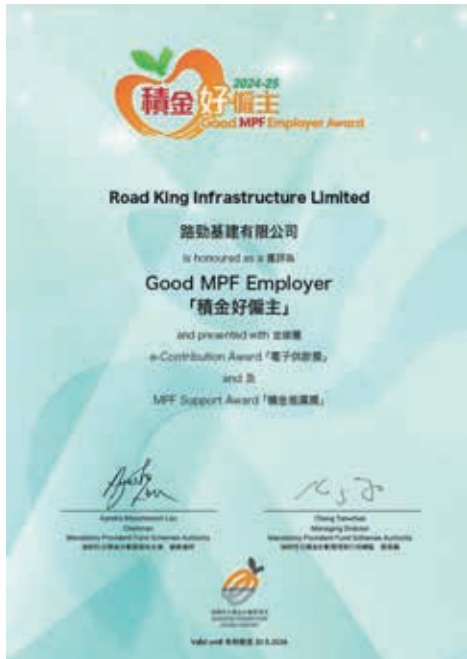 2024-25
積金好僱主
Good MPF Employer Award
Road King Infrastructure Limited
路勁基建有限公司
is honoured as a 獲評為
Good MPF Employer
「積金好僱主」
and presented with 並頒獲
e-Contribution Award「電子供款獎」
and 及
MPF Support Award「積金推廣獎」
Chairman
Managing Director
Mandatory Provident Fund Schemes Authority
Mandatory Provident Fund Schemes Authority
Valid until